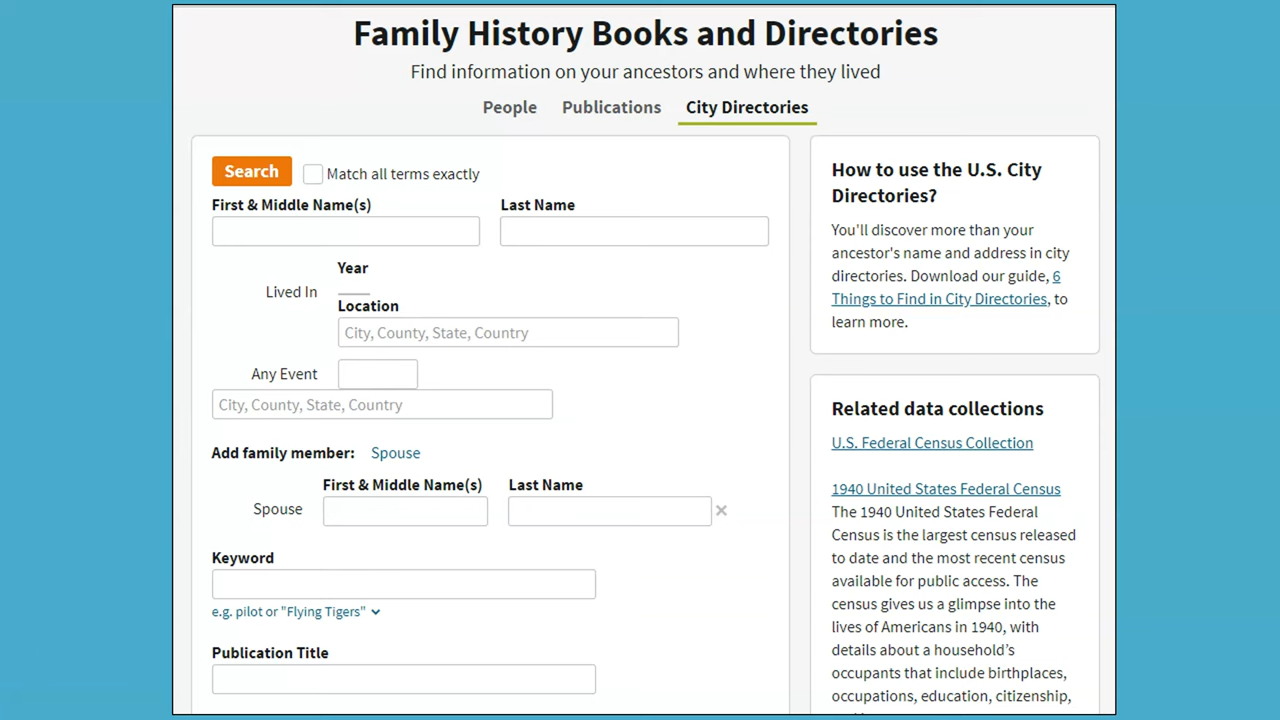 Family History Books and Directories
Find information on your ancestors and where they lived
People Publications City Directories
Search Match all terms exactly
First & Middle Name(s) Last Name
Year
Lived In
Location
City, County, State, Country
Any Event
City, County, State, Country
Add family member: Spouse
First & Middle Name(s) Last Name
Spouse
Keyword
e.g. pilot or "Flying Tigers"
Publication Title
How to use the U.S. City
Directories?
You'll discover more than your
ancestor's name and address in city
directories. Download our guide, 6
Things to Find in City Directories, to
learn more.
Related data collections
U.S. Federal Census Collection
1940 United States Federal Census
The 1940 United States Federal
Census is the largest census released
to date and the most recent census
available for public access. The
census gives us a glimpse into the
lives of Americans in 1940, with
details about a household’s
occupants that include birthplaces,
occupations, education, citizenship,